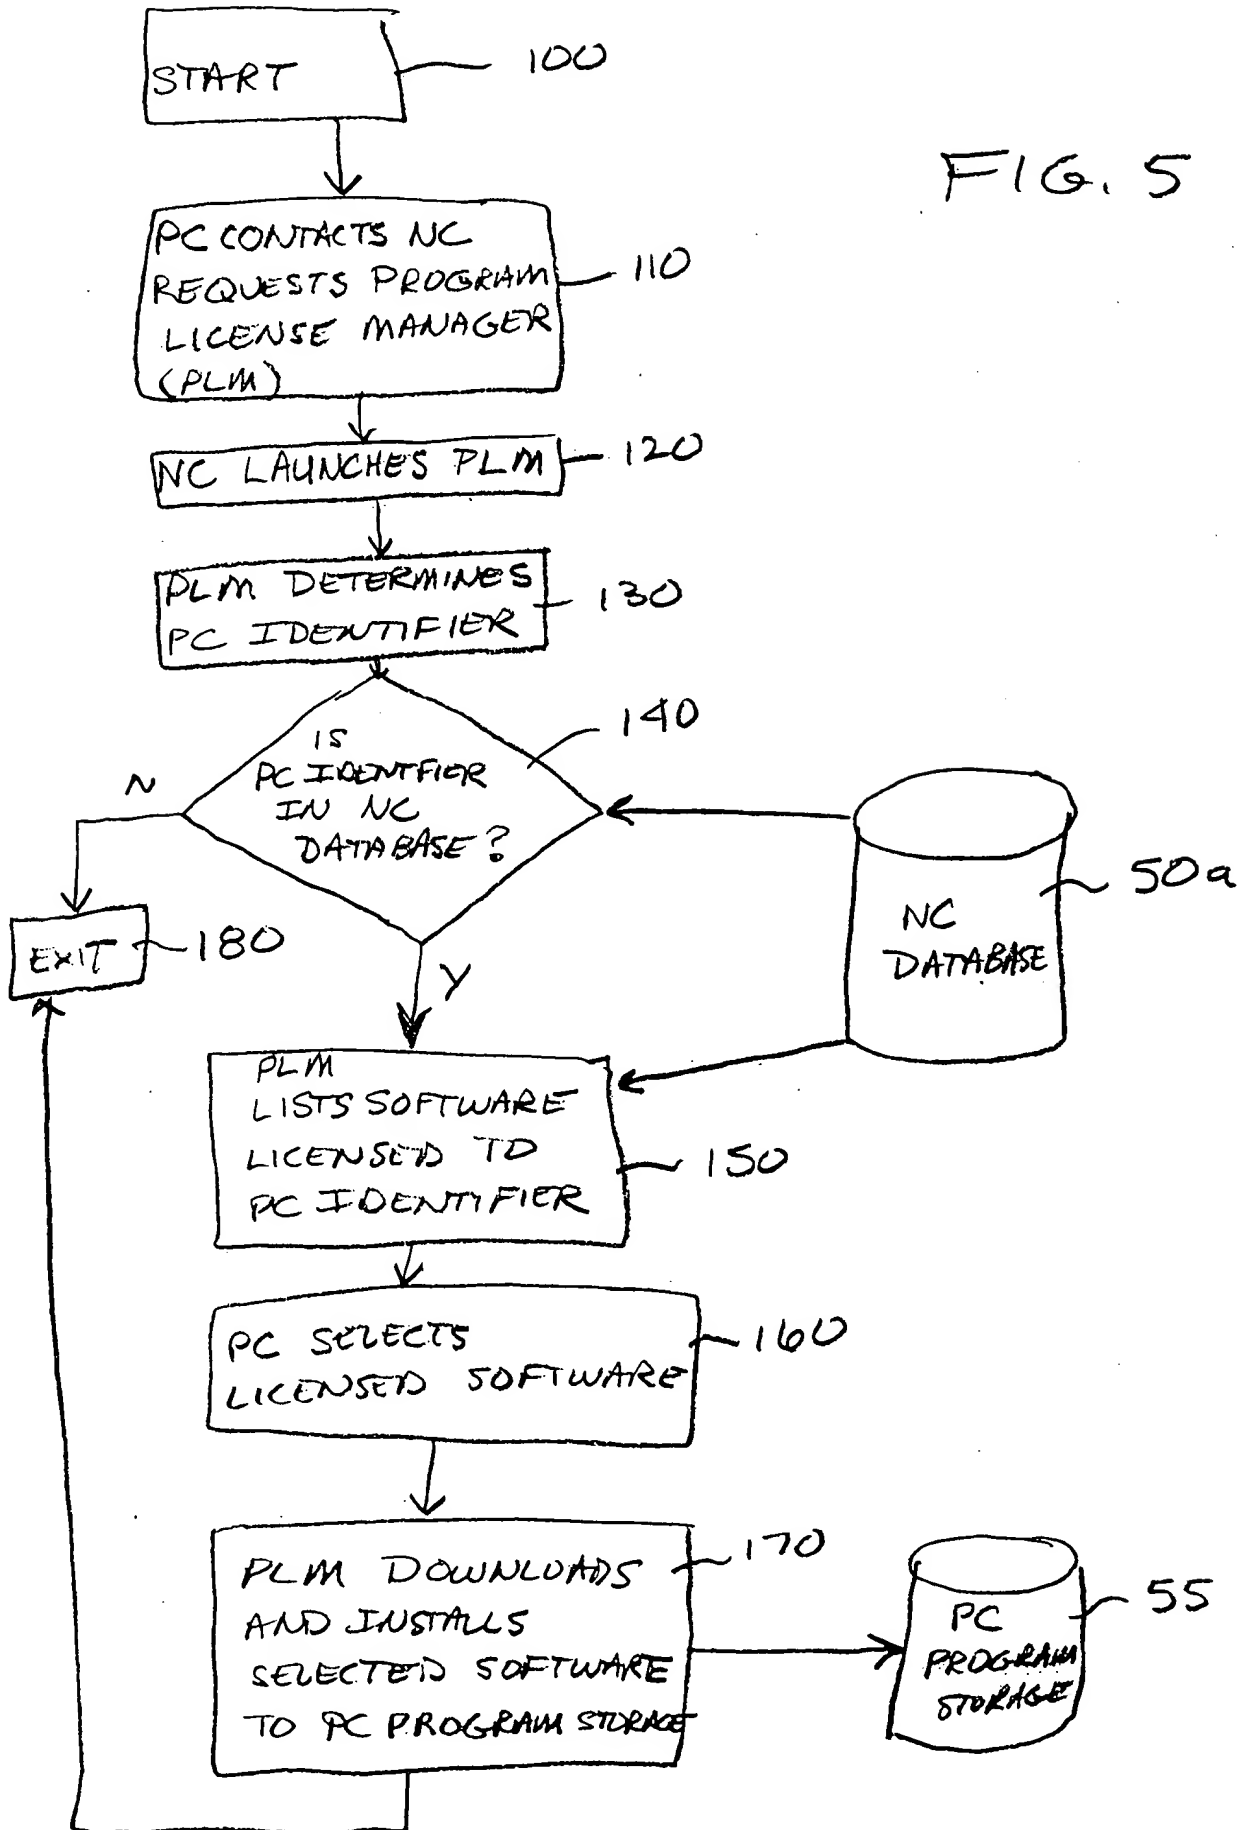 START
100
FIG. 5
PC CONTACTS NC
REQUESTS PROGRAM
LICENSE MANAGER
(PLM)
110
NC LAUNCHES PLM
120
PLM DETERMINES
PC IDENTIFIER
130
IS
PC IDENTFIER
IN NC
DATABASE?
140
N
EXIT
180
Y
NC
DATABASE
50a
PLM
LISTS SOFTWARE
LICENSED TO
PC IDENTIFIER
150
PC SELECTS
LICENSED SOFTWARE
160
PLM DOWNLOADS
AND INSTALLS
SELECTED SOFTWARE
TO PC PROGRAM STORAGE
170
PC
PROGRAM
STORAGE
55